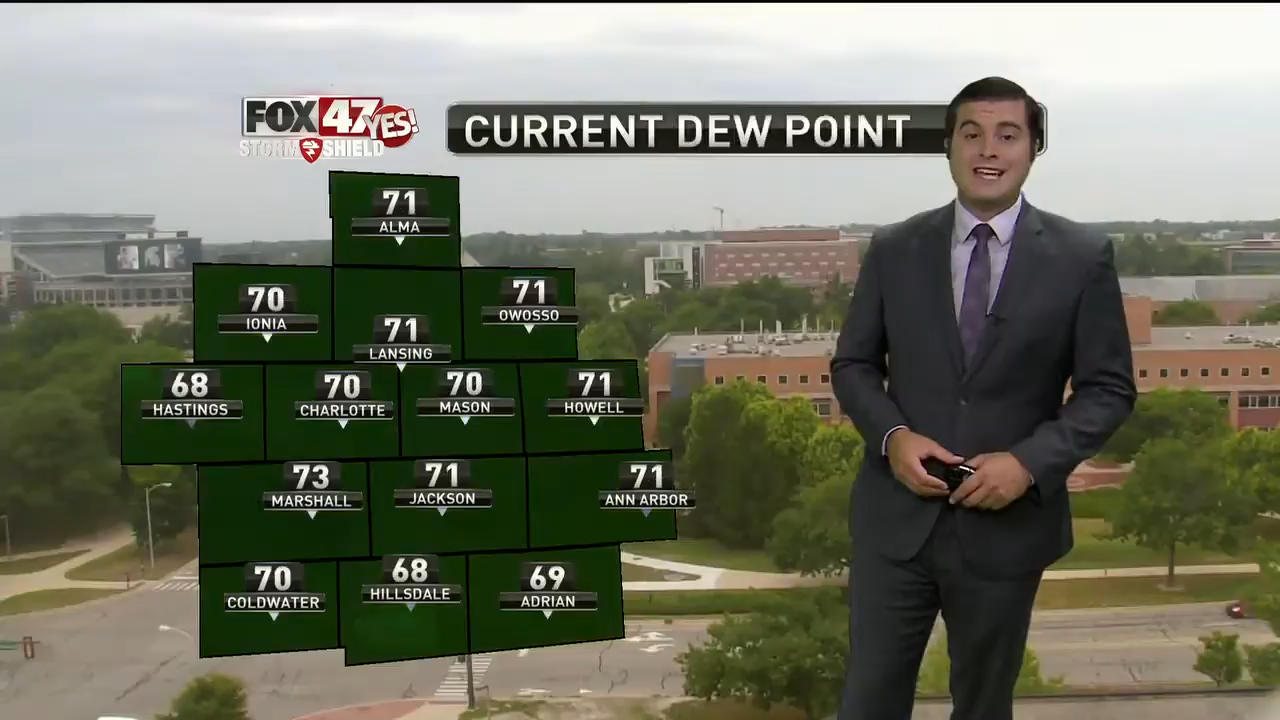 FOX 47 YES!
STORM SHIELD
CURRENT DEW POINT
71
ALMA
70
IONIA
71
LANSING
71
OWOSSO
68
HASTINGS
70
CHARLOTTE
70
MASON
71
HOWELL
73
MARSHALL
71
JACKSON
71
ANN ARBOR
70
COLDWATER
68
HILLSDALE
69
ADRIAN